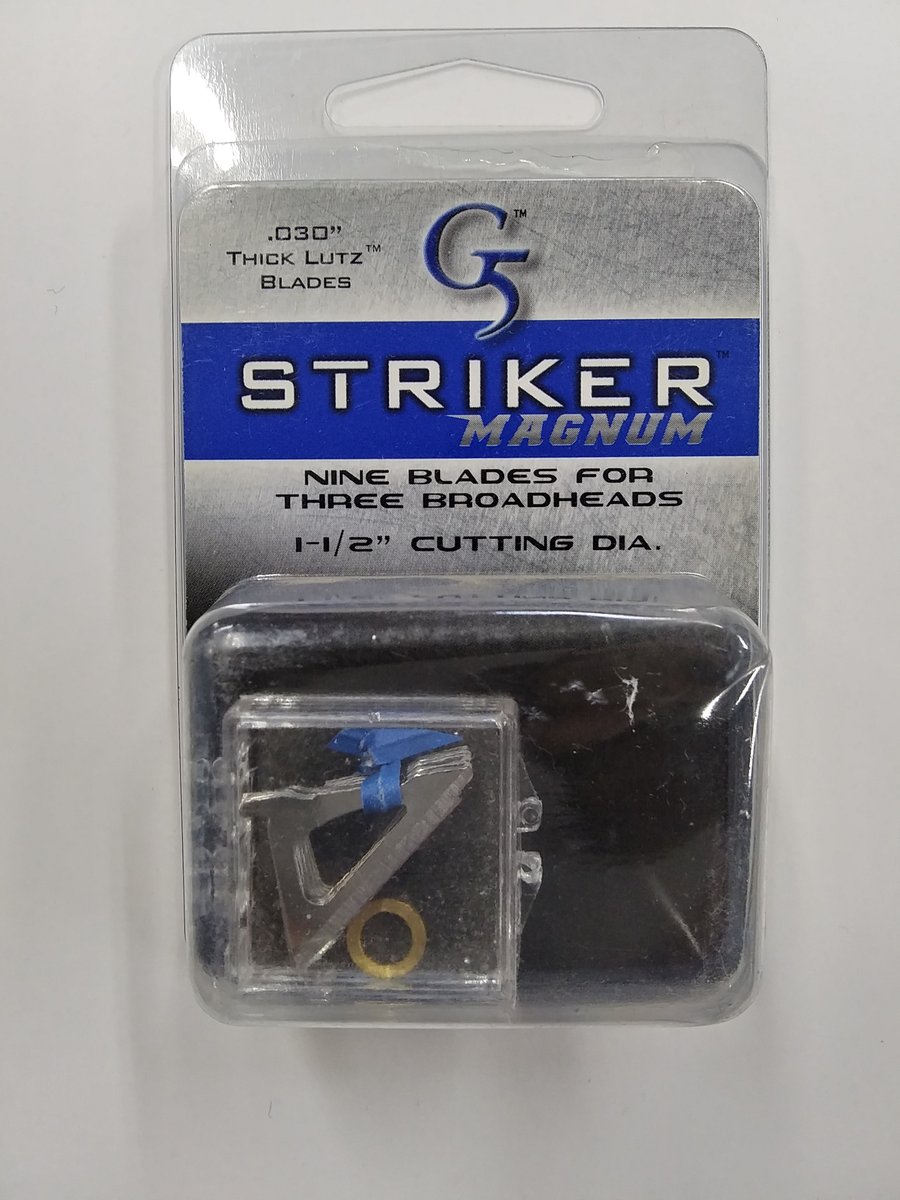 .030”
THICK LUTZ™
BLADES
G5™
STRIKER™
MAGNUM
NINE BLADES FOR
THREE BROADHEADS
1-1/2” CUTTING DIA.